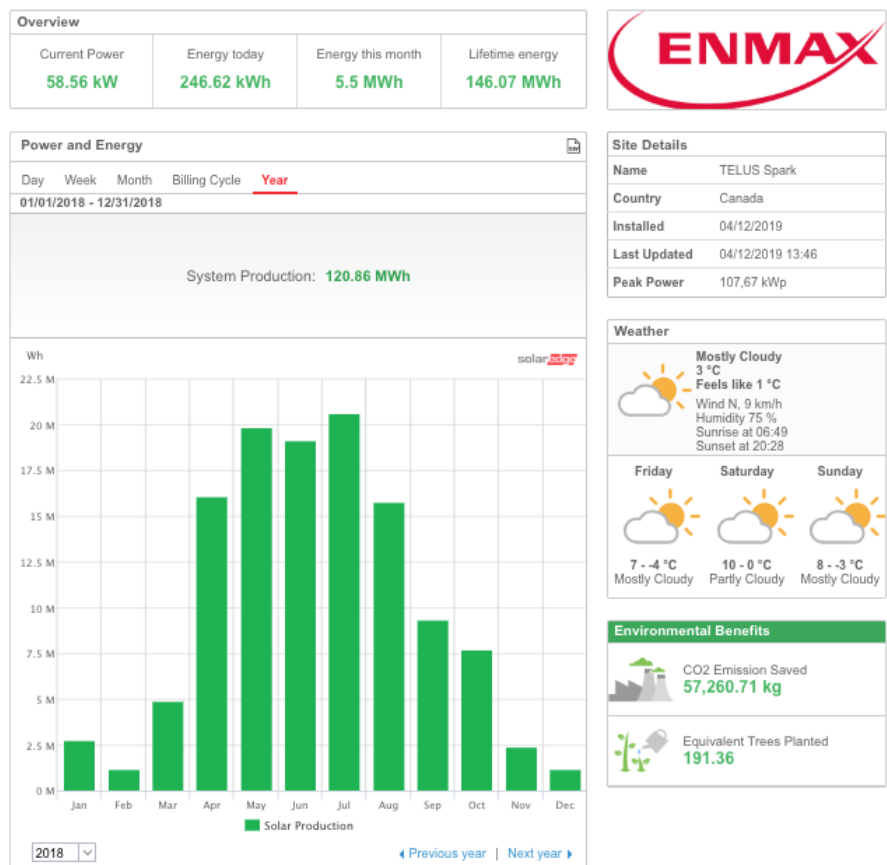 Overview
Current Power Energy today Energy this month Lifetime energy
58.56 kW 246.62 kWh 5.5 MWh 146.07 MWh
ENMAX
Power and Energy
Day Week Month Billing Cycle Year
01/01/2018 - 12/31/2018
System Production: 120.86 MWh
Wh
solaredge
22.5 M
20 M
17.5 M
15 M
12.5 M
10 M
7.5 M
5 M
2.5 M
0 M
Jan Feb Mar Apr May Jun Jul Aug Sep Oct Nov Dec
Solar Production
2018
Previous year | Next year
Site Details
Name TELUS Spark
Country Canada
Installed 04/12/2019
Last Updated 04/12/2019 13:46
Peak Power 107,67 kWp
Weather
Mostly Cloudy
3 °C
Feels like 1 °C
Wind N, 9 km/h
Humidity 75 %
Sunrise at 06:49
Sunset at 20:28
Friday Saturday Sunday
7 - -4 °C 10 - 0 °C 8 - -3 °C
Mostly Cloudy Partly Cloudy Mostly Cloudy
Environmental Benefits
CO2 Emission Saved
57,260.71 kg
Equivalent Trees Planted
191.36